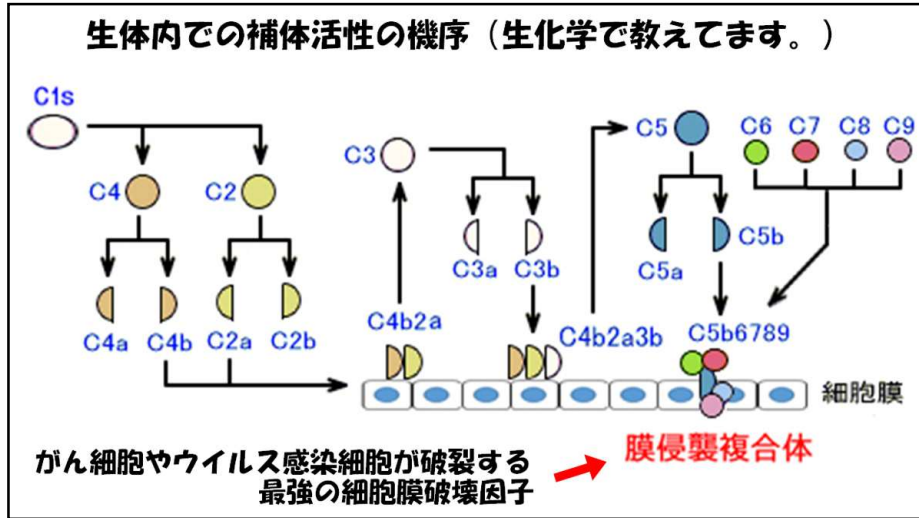 生体内での補体活性の機序（生化学で教えてます。）
C1s
C4
C2
C4a
C4b
C2a
C2b
C3
C3a
C3b
C4b2a
C4b2a3b
C5
C5a
C5b
C6
C7
C8
C9
C5b6789
細胞膜
膜侵襲複合体
がん細胞やウイルス感染細胞が破裂する
最強の細胞膜破壊因子